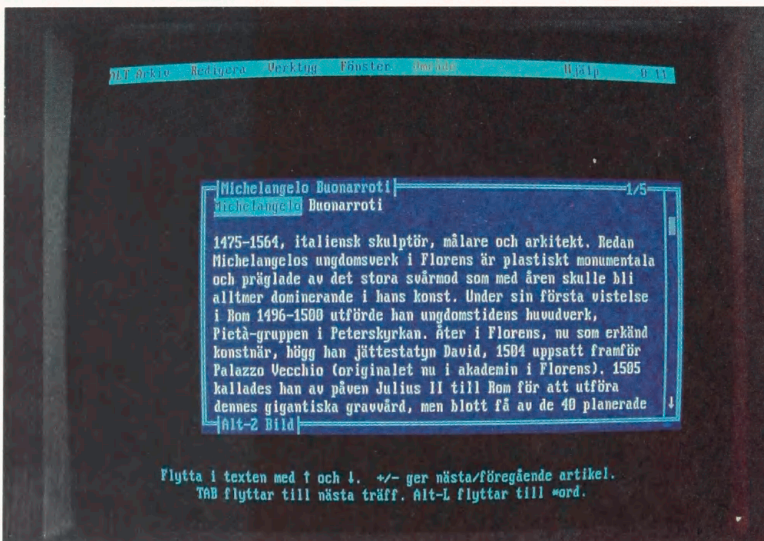 ALT Arkiv Redigera Verktyg Fönster Område Hjälp 0:11
Michelangelo Buonarroti 1/5
Michelangelo Buonarroti
1475-1564, italiensk skulptör, målare och arkitekt. Redan
Michelangelos ungdomsverk i Florens är plastiskt monumentala
och präglade av det stora svårmod som med åren skulle bli
alltmer dominerande i hans konst. Under sin första vistelse
i Rom 1496-1500 utförde han ungdomstidens huvudverk,
Pietà-gruppen i Peterskyrkan. Åter i Florens, nu som erkänd
konstnär, högg han jättestatyn David, 1504 uppsatt framför
Palazzo Vecchio (originalet nu i akademin i Florens). 1505
kallades han av påven Julius II till Rom för att utföra
dennes gigantiska gravvård, men blott få av de 40 planerade
Alt-Z Bild
Flytta i texten med ↑ och ↓. +/- ger nästa/föregående artikel.
TAB flyttar till nästa träff. Alt-L flyttar till *ord.